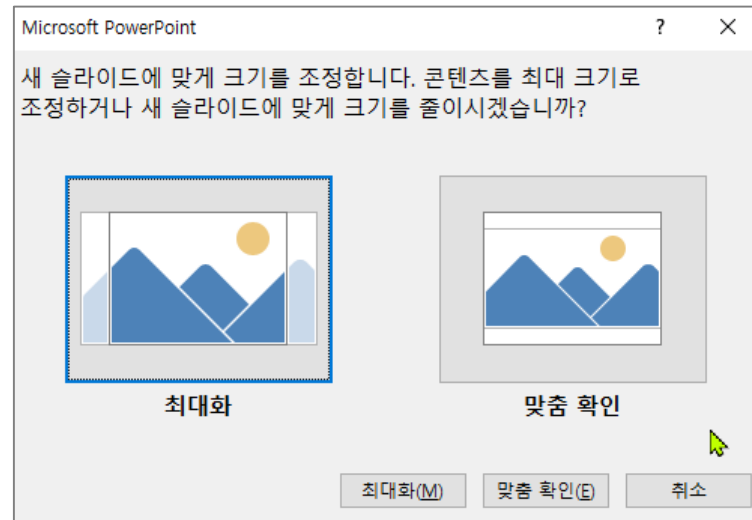 Microsoft PowerPoint
?
새 슬라이드에 맞게 크기를 조정합니다. 콘텐츠를 최대 크기로
조정하거나 새 슬라이드에 맞게 크기를 줄이시겠습니까?
최대화
맞춤 확인
최대화(M)
맞춤 확인(E)
취소